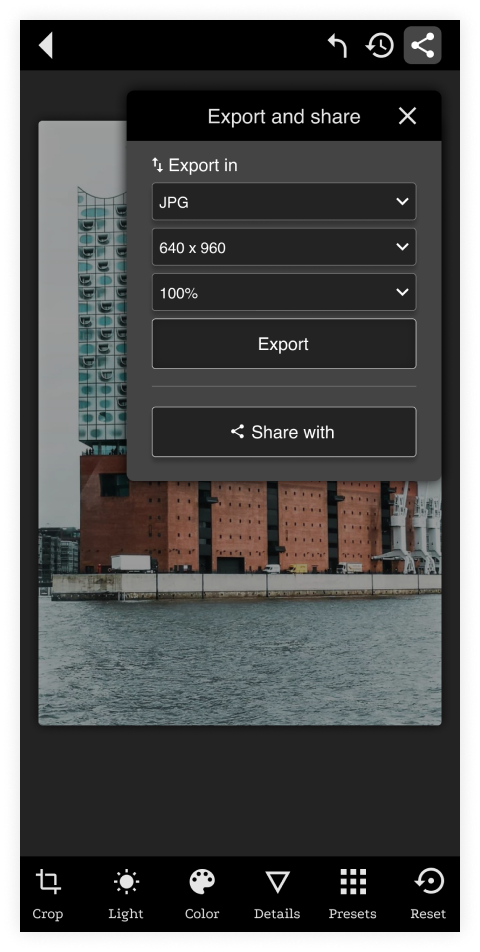 Export and share
Export in
JPG
640 x 960
100%
Export
Share with
Crop Light Color Details Presets Reset